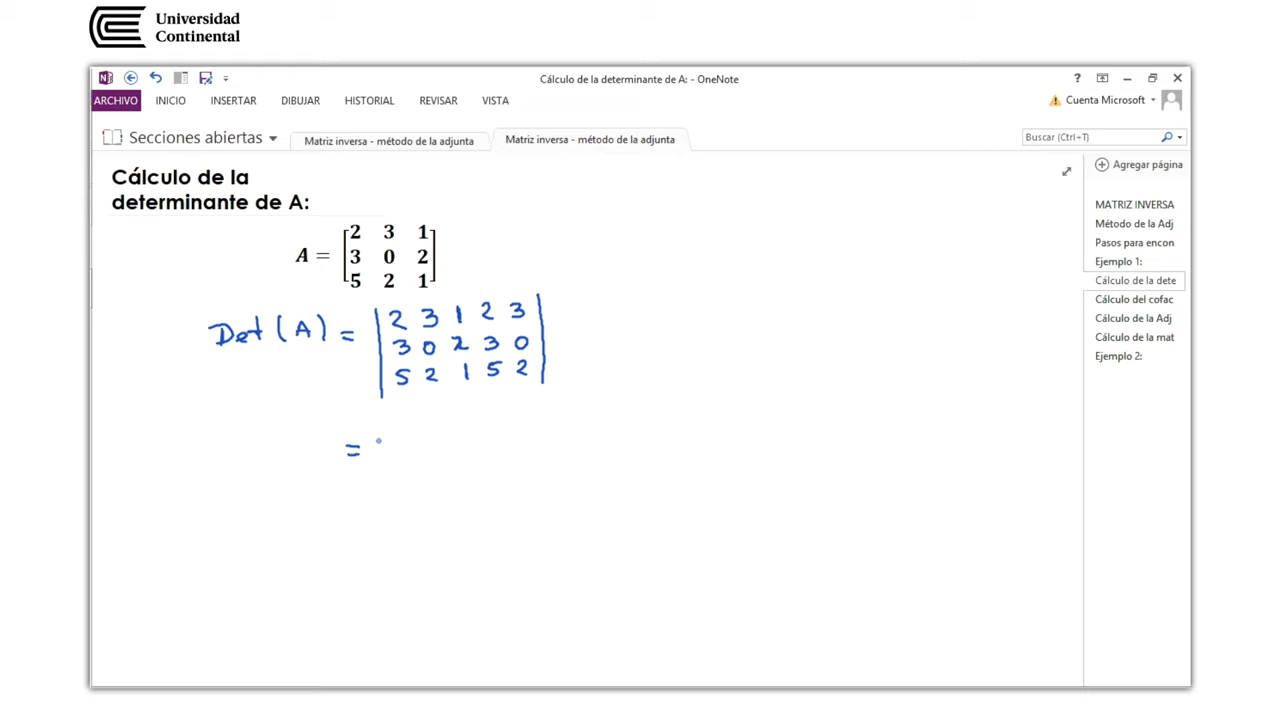 Universidad
Continental
Cálculo de la determinante de A: - OneNote
?
ARCHIVO INICIO INSERTAR DIBUJAR HISTORIAL REVISAR VISTA
Cuenta Microsoft
Secciones abiertas
Matriz inversa - método de la adjunta
Matriz inversa - método de la adjunta
Buscar (Ctrl+T)
Agregar página
Cálculo de la
determinante de A:
A = [2 3 1
3 0 2
5 2 1]
Det (A) = | 2 3 1 2 3 |
3 0 2 3 0
5 2 1 5 2
=
MATRIZ INVERSA
Método de la Adj
Pasos para encon
Ejemplo 1:
Cálculo de la dete
Cálculo del cofac
Cálculo de la Adj
Cálculo de la mat
Ejemplo 2: